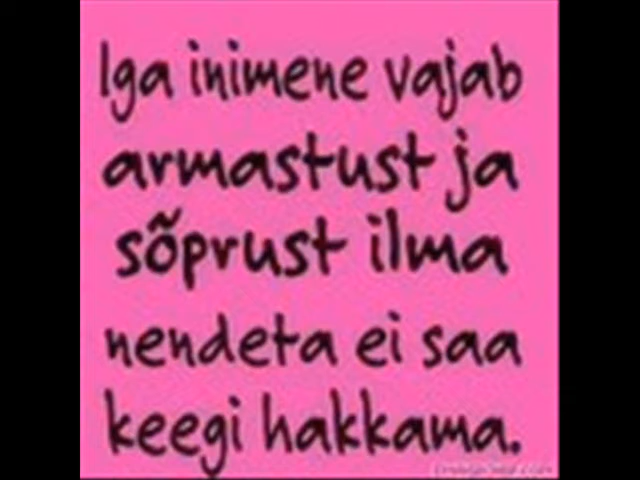 Iga inimene vajab
armastust ja
sõprust ilma
nendeta ei saa
keegi hakkama.